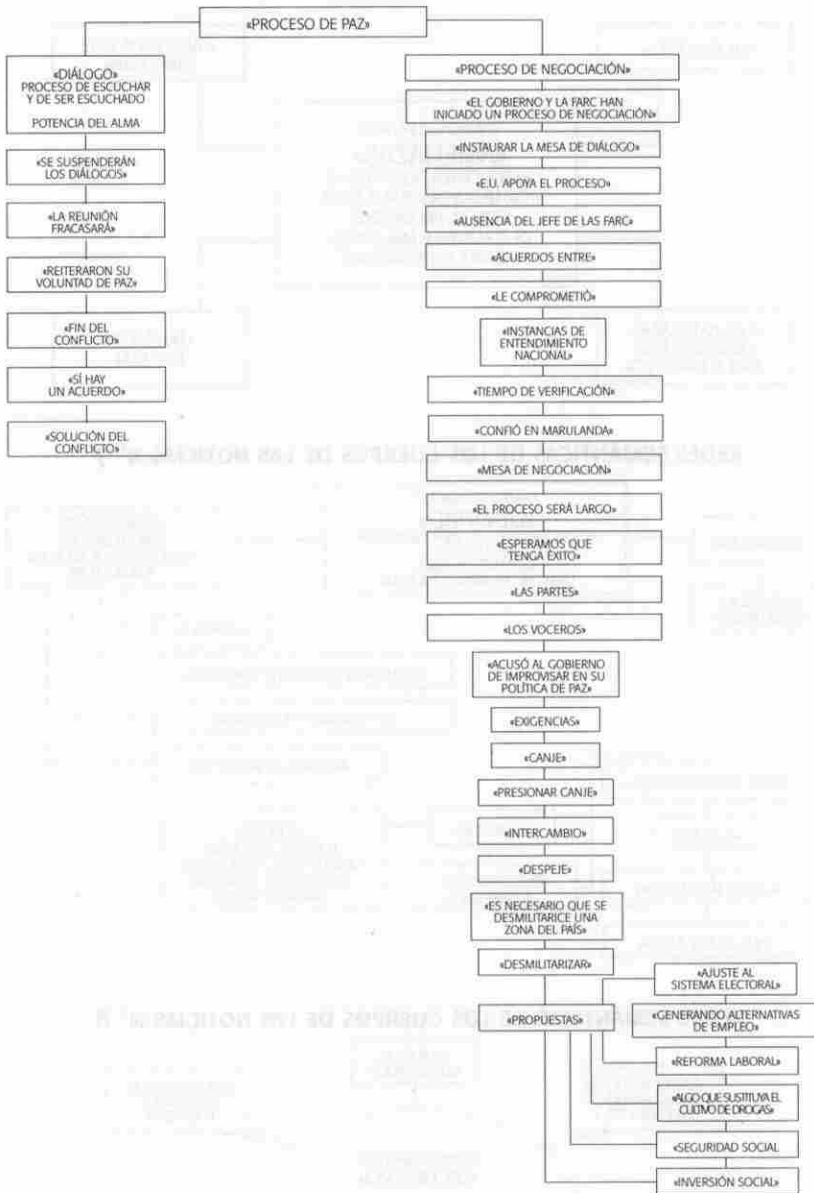 «PROCESO DE PAZ»
«DIÁLOGO»
PROCESO DE ESCUCHAR
Y DE SER ESCUCHADO
POTENCIA DEL ALMA
«SE SUSPENDERÁN
LOS DIÁLOGOS»
«LA REUNIÓN
FRACASARÁ»
«REITERARON SU
VOLUNTAD DE PAZ»
«FIN DEL
CONFLICTO»
«SÍ HAY
UN ACUERDO»
«SOLUCIÓN DEL
CONFLICTO»
«PROCESO DE NEGOCIACIÓN»
«EL GOBIERNO Y LA FARC HAN
INICIADO UN PROCESO DE NEGOCIACIÓN»
«INSTAURAR LA MESA DE DIÁLOGO»
«E.U. APOYA EL PROCESO»
«AUSENCIA DEL JEFE DE LAS FARC»
«ACUERDOS ENTRE»
«LE COMPROMETIÓ»
«INSTANCIAS DE
ENTENDIMIENTO
NACIONAL»
«TIEMPO DE VERIFICACIÓN»
«CONFIÓ EN MARULANDA»
«MESA DE NEGOCIACIÓN»
«EL PROCESO SERÁ LARGO»
«ESPERAMOS QUE
TENGA ÉXITO»
«LAS PARTES»
«LOS VOCEROS»
«ACUSÓ AL GOBIERNO
DE IMPROVISAR EN SU
POLÍTICA DE PAZ»
«EXIGENCIAS»
«CANJE»
«PRESIONAR CANJE»
«INTERCAMBIO»
«DESPEJE»
«ES NECESARIO QUE SE
DESMILITARICE UNA
ZONA DEL PAÍS»
«DESMILITARIZAR»
«PROPUESTAS»
«AJUSTE AL
SISTEMA ELECTORAL»
«GENERANDO ALTERNATIVAS
DE EMPLEO»
«REFORMA LABORAL»
«ALGO QUE SUSTITUYA EL
CULTIVO DE DROGAS»
«SEGURIDAD SOCIAL
«INVERSIÓN SOCIAL»